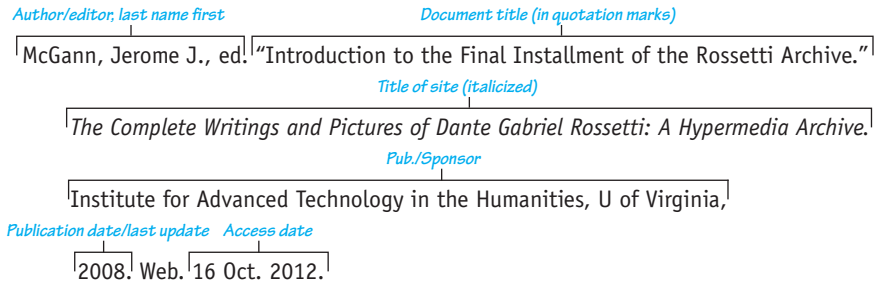 Author/editor, last name first Document title (in quotation marks)
McGann, Jerome J., ed. “Introduction to the Final Installment of the Rossetti Archive.”
Title of site (italicized)
The Complete Writings and Pictures of Dante Gabriel Rossetti: A Hypermedia Archive.
Pub./Sponsor
Institute for Advanced Technology in the Humanities, U of Virginia,
Publication date/last update Access date
2008. Web. 16 Oct. 2012.